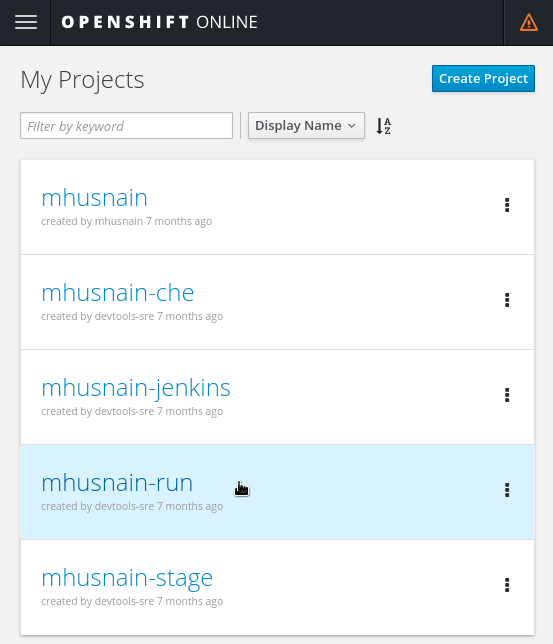 OPENSHIFT ONLINE
My Projects
Create Project
Filter by keyword
Display Name
A
Z
mhusnain
created by mhusnain 7 months ago
mhusnain-che
created by devtools-sre 7 months ago
mhusnain-jenkins
created by devtools-sre 7 months ago
mhusnain-run
created by devtools-sre 7 months ago
mhusnain-stage
created by devtools-sre 7 months ago